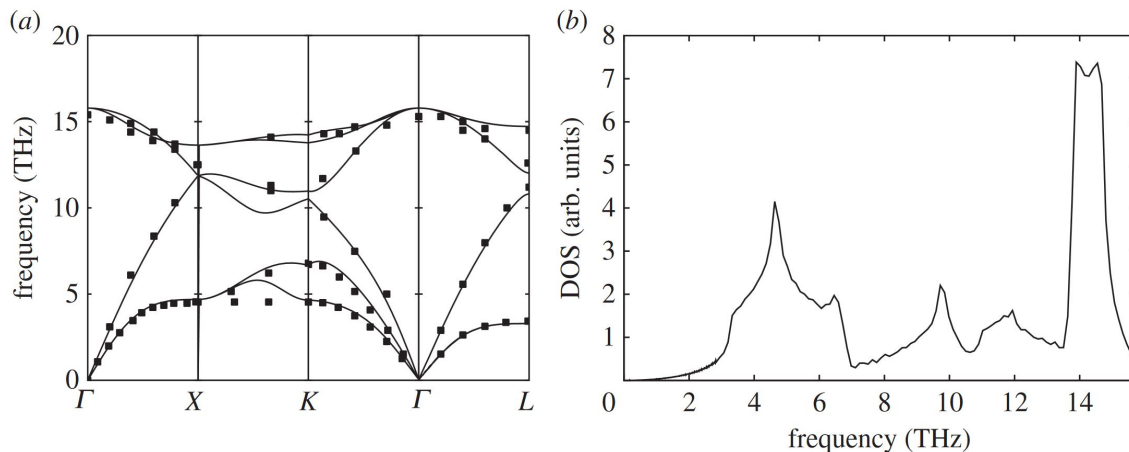 (a)
20
15
10
5
0
frequency (THz)
Γ X K Γ L
(b)
8
7
6
5
4
3
2
1
DOS (arb. units)
0 2 4 6 8 10 12 14
frequency (THz)